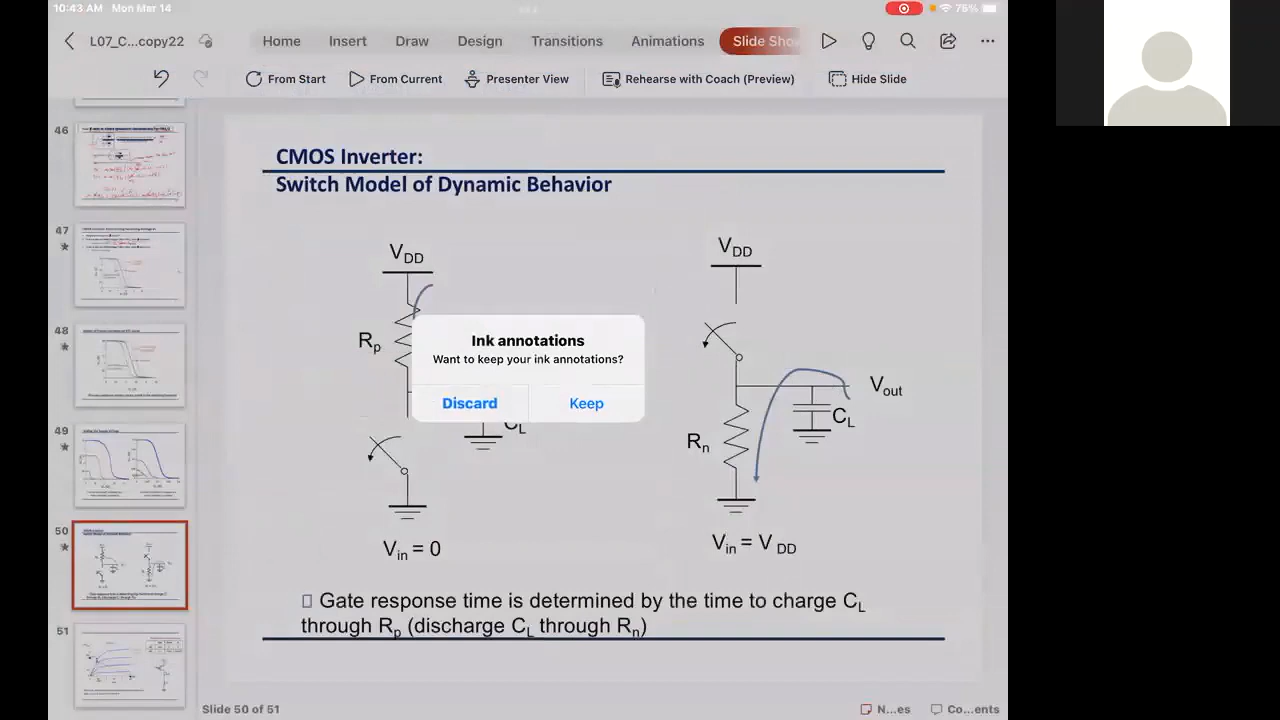 10:43 AM Mon Mar 14
75%
L07_C...copy22
Home
Insert
Draw
Design
Transitions
Animations
Slide Sho
From Start
From Current
Presenter View
Rehearse with Coach (Preview)
Hide Slide
46
47
48
49
50
51
CMOS Inverter:
Switch Model of Dynamic Behavior
VDD
Rp
CL
Vin = 0
VDD
Vout
CL
Rn
Vin = V DD
Ink annotations
Want to keep your ink annotations?
Discard
Keep
Gate response time is determined by the time to charge CL
through Rp (discharge CL through Rn)
Slide 50 of 51
N...es
Co...ents